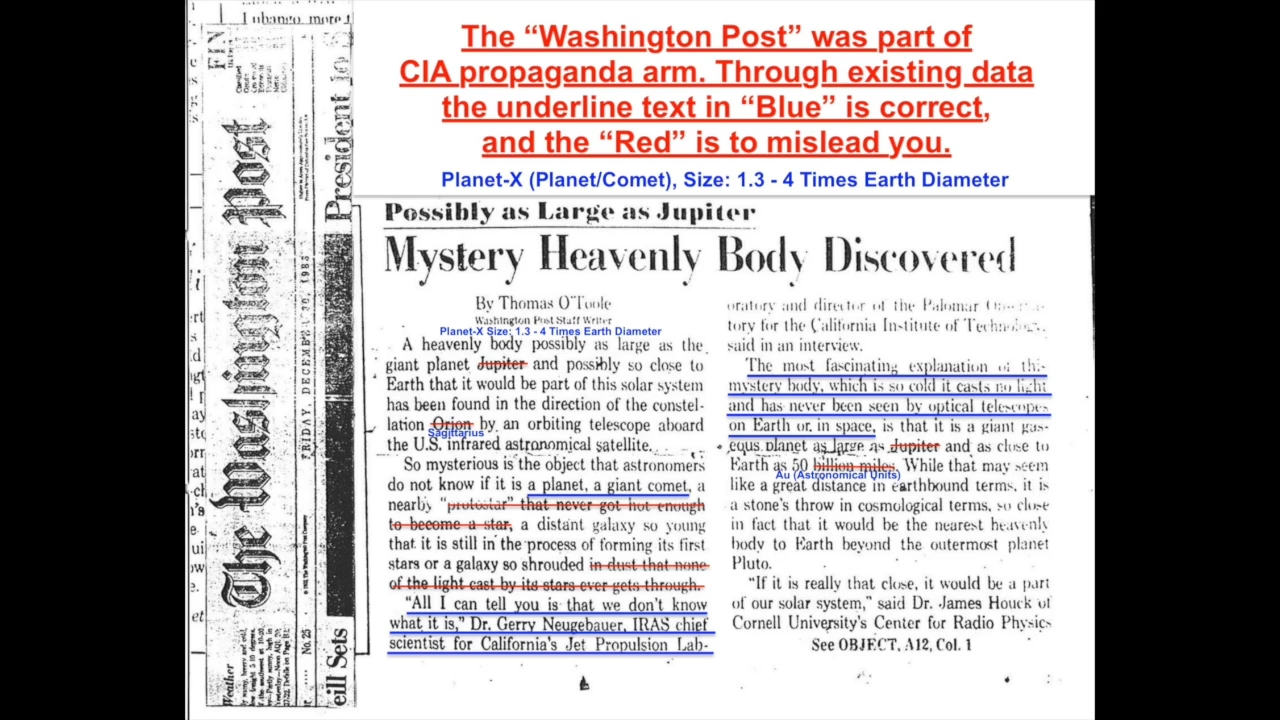 Lubango, more
The Washington Post
FIN
FRIDAY, DECEMBER 30, 1983
No. 25
President to
eill Sets
Weather
The “Washington Post” was part of
CIA propaganda arm. Through existing data
the underline text in “Blue” is correct,
and the “Red” is to mislead you.
Planet-X (Planet/Comet), Size: 1.3 - 4 Times Earth Diameter
Possibly as Large as Jupiter
Mystery Heavenly Body Discovered
By Thomas O'Toole
Washington Post Staff Writer
Planet-X Size: 1.3 - 4 Times Earth Diameter
A heavenly body possibly as large as the
giant planet Jupiter and possibly so close to
Earth that it would be part of this solar system
has been found in the direction of the constel-
lation Orion by an orbiting telescope aboard
Sagittarius
the U.S. infrared astronomical satellite.
So mysterious is the object that astronomers
do not know if it is a planet, a giant comet, a
nearby “protostar” that never got hot enough
to become a star, a distant galaxy so young
that it is still in the process of forming its first
stars or a galaxy so shrouded in dust that none
of the light cast by its stars ever gets through.
“All I can tell you is that we don't know
what it is,” Dr. Gerry Neugebauer, IRAS chief
scientist for California's Jet Propulsion Lab-
oratory and director of the Palomar
tory for the California Institute of Technology,
said in an interview.
The most fascinating explanation of this
mystery body, which is so cold it casts no light
and has never been seen by optical telescopes
on Earth or in space, is that it is a giant gas-
eous planet as large as Jupiter and as close to
Earth as 50 billion miles. While that may seem
Au (Astronomical Units)
like a great distance in earthbound terms, it is
a stone's throw in cosmological terms, so close
in fact that it would be the nearest heavenly
body to Earth beyond the outermost planet
Pluto.
“If it is really that close, it would be a part
of our solar system,” said Dr. James Houck of
Cornell University's Center for Radio Physics
See OBJECT, A12, Col. 1